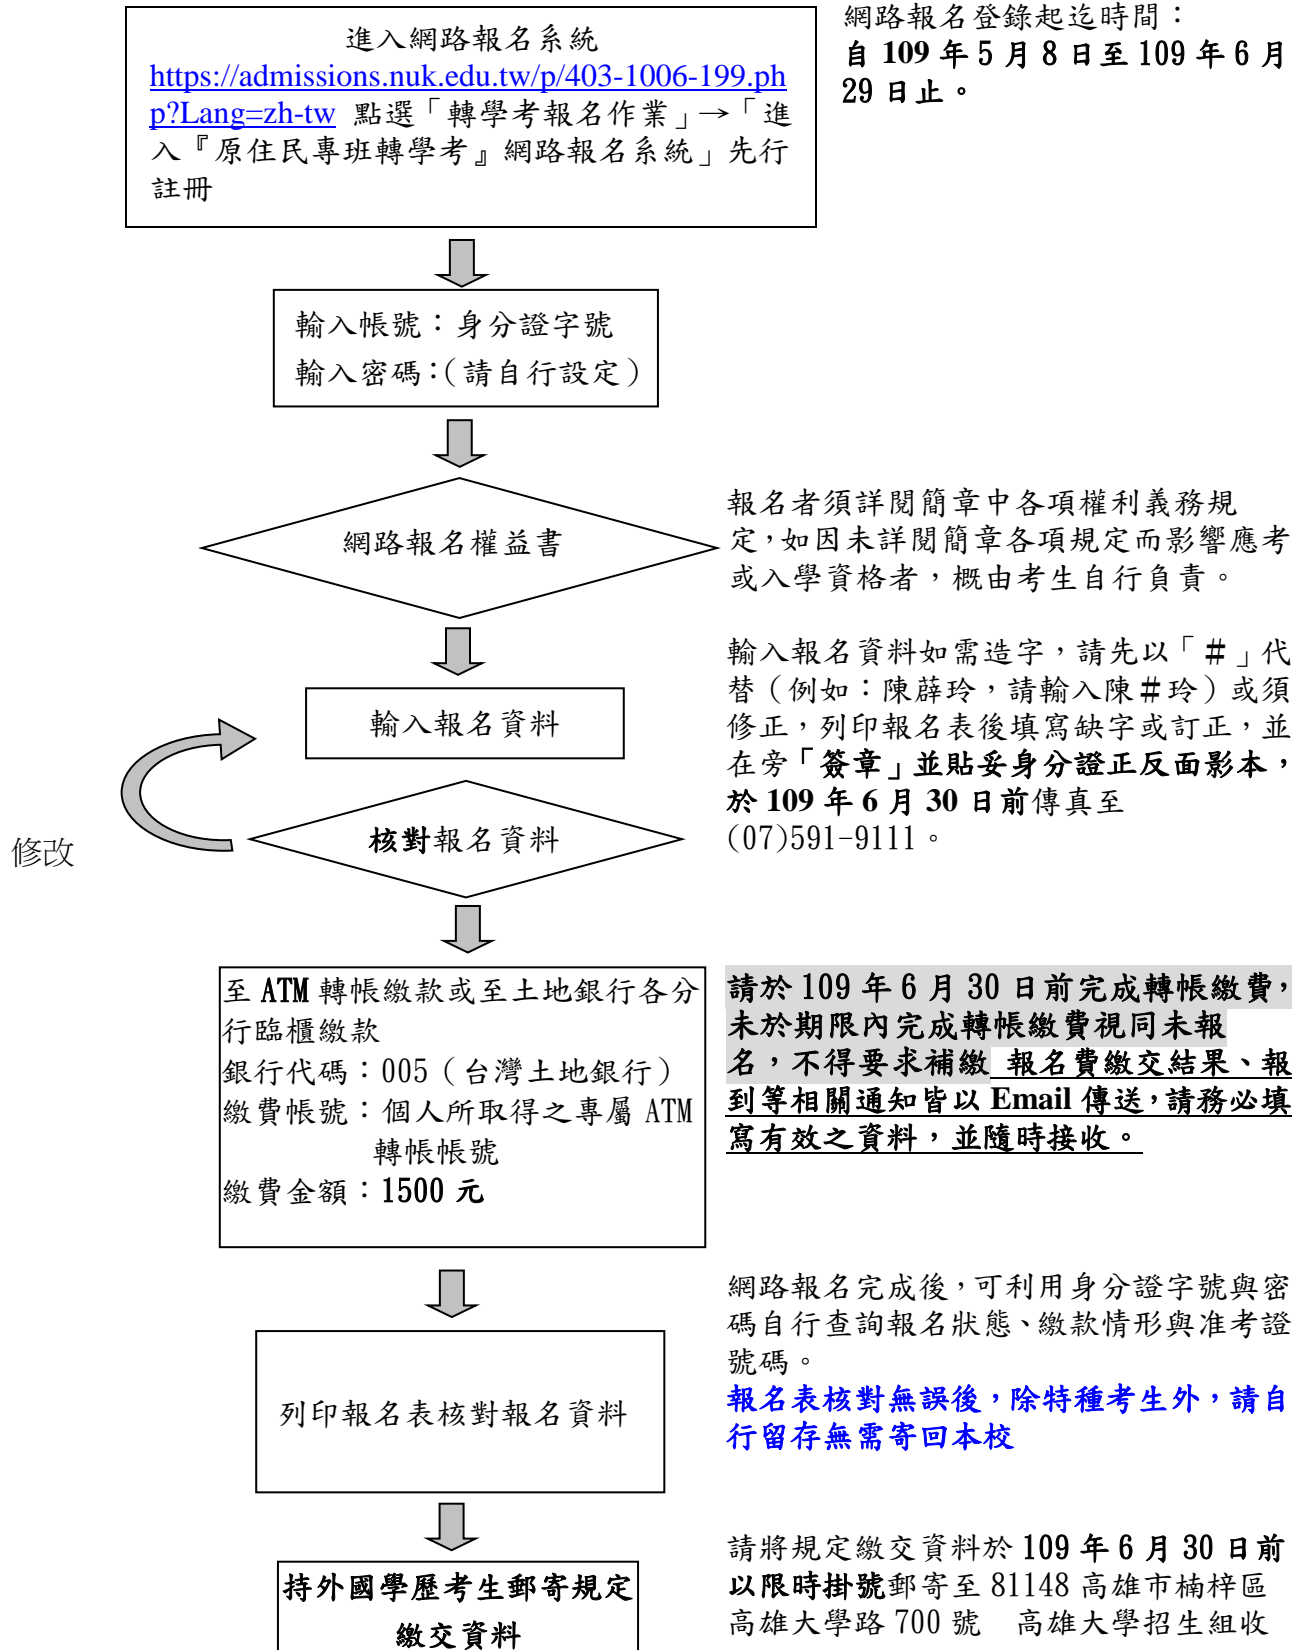 進入網路報名系統
https://admissions.nuk.edu.tw/p/403-1006-199.ph
p?Lang=zh-tw 點選「轉學考報名作業」→「進
入『原住民專班轉學考』網路報名系統」先行
註冊
網路報名登錄起迄時間：
自 109 年 5 月 8 日至 109 年 6 月
29 日止。
輸入帳號：身分證字號
輸入密碼：(請自行設定)
網路報名權益書
報名者須詳閱簡章中各項權利義務規
定，如因未詳閱簡章各項規定而影響應考
或入學資格者，概由考生自行負責。
輸入報名資料
輸入報名資料如需造字，請先以「＃」代
替（例如：陳薜玲，請輸入陳＃玲）或須
修正，列印報名表後填寫缺字或訂正，並
在旁「簽章」並貼妥身分證正反面影本，
於 109 年 6 月 30 日前傳真至
(07)591-9111。
修改
核對報名資料
至 ATM 轉帳繳款或至土地銀行各分
行臨櫃繳款
銀行代碼：005（台灣土地銀行）
繳費帳號：個人所取得之專屬 ATM
轉帳帳號
繳費金額：1500 元
請於 109 年 6 月 30 日前完成轉帳繳費，
未於期限內完成轉帳繳費視同未報
名，不得要求補繳 報名費繳交結果、報
到等相關通知皆以 Email 傳送，請務必填
寫有效之資料，並隨時接收。
列印報名表核對報名資料
網路報名完成後，可利用身分證字號與密
碼自行查詢報名狀態、繳款情形與准考證
號碼。
報名表核對無誤後，除特種考生外，請自
行留存無需寄回本校
持外國學歷考生郵寄規定
繳交資料
請將規定繳交資料於 109 年 6 月 30 日前
以限時掛號郵寄至 81148 高雄市楠梓區
高雄大學路 700 號　高雄大學招生組收